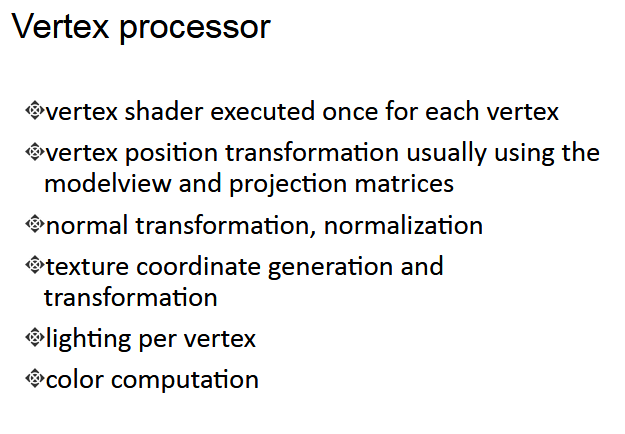 Vertex processor
vertex shader executed once for each vertex
vertex position transformation usually using the
modelview and projection matrices
normal transformation, normalization
texture coordinate generation and
transformation
lighting per vertex
color computation